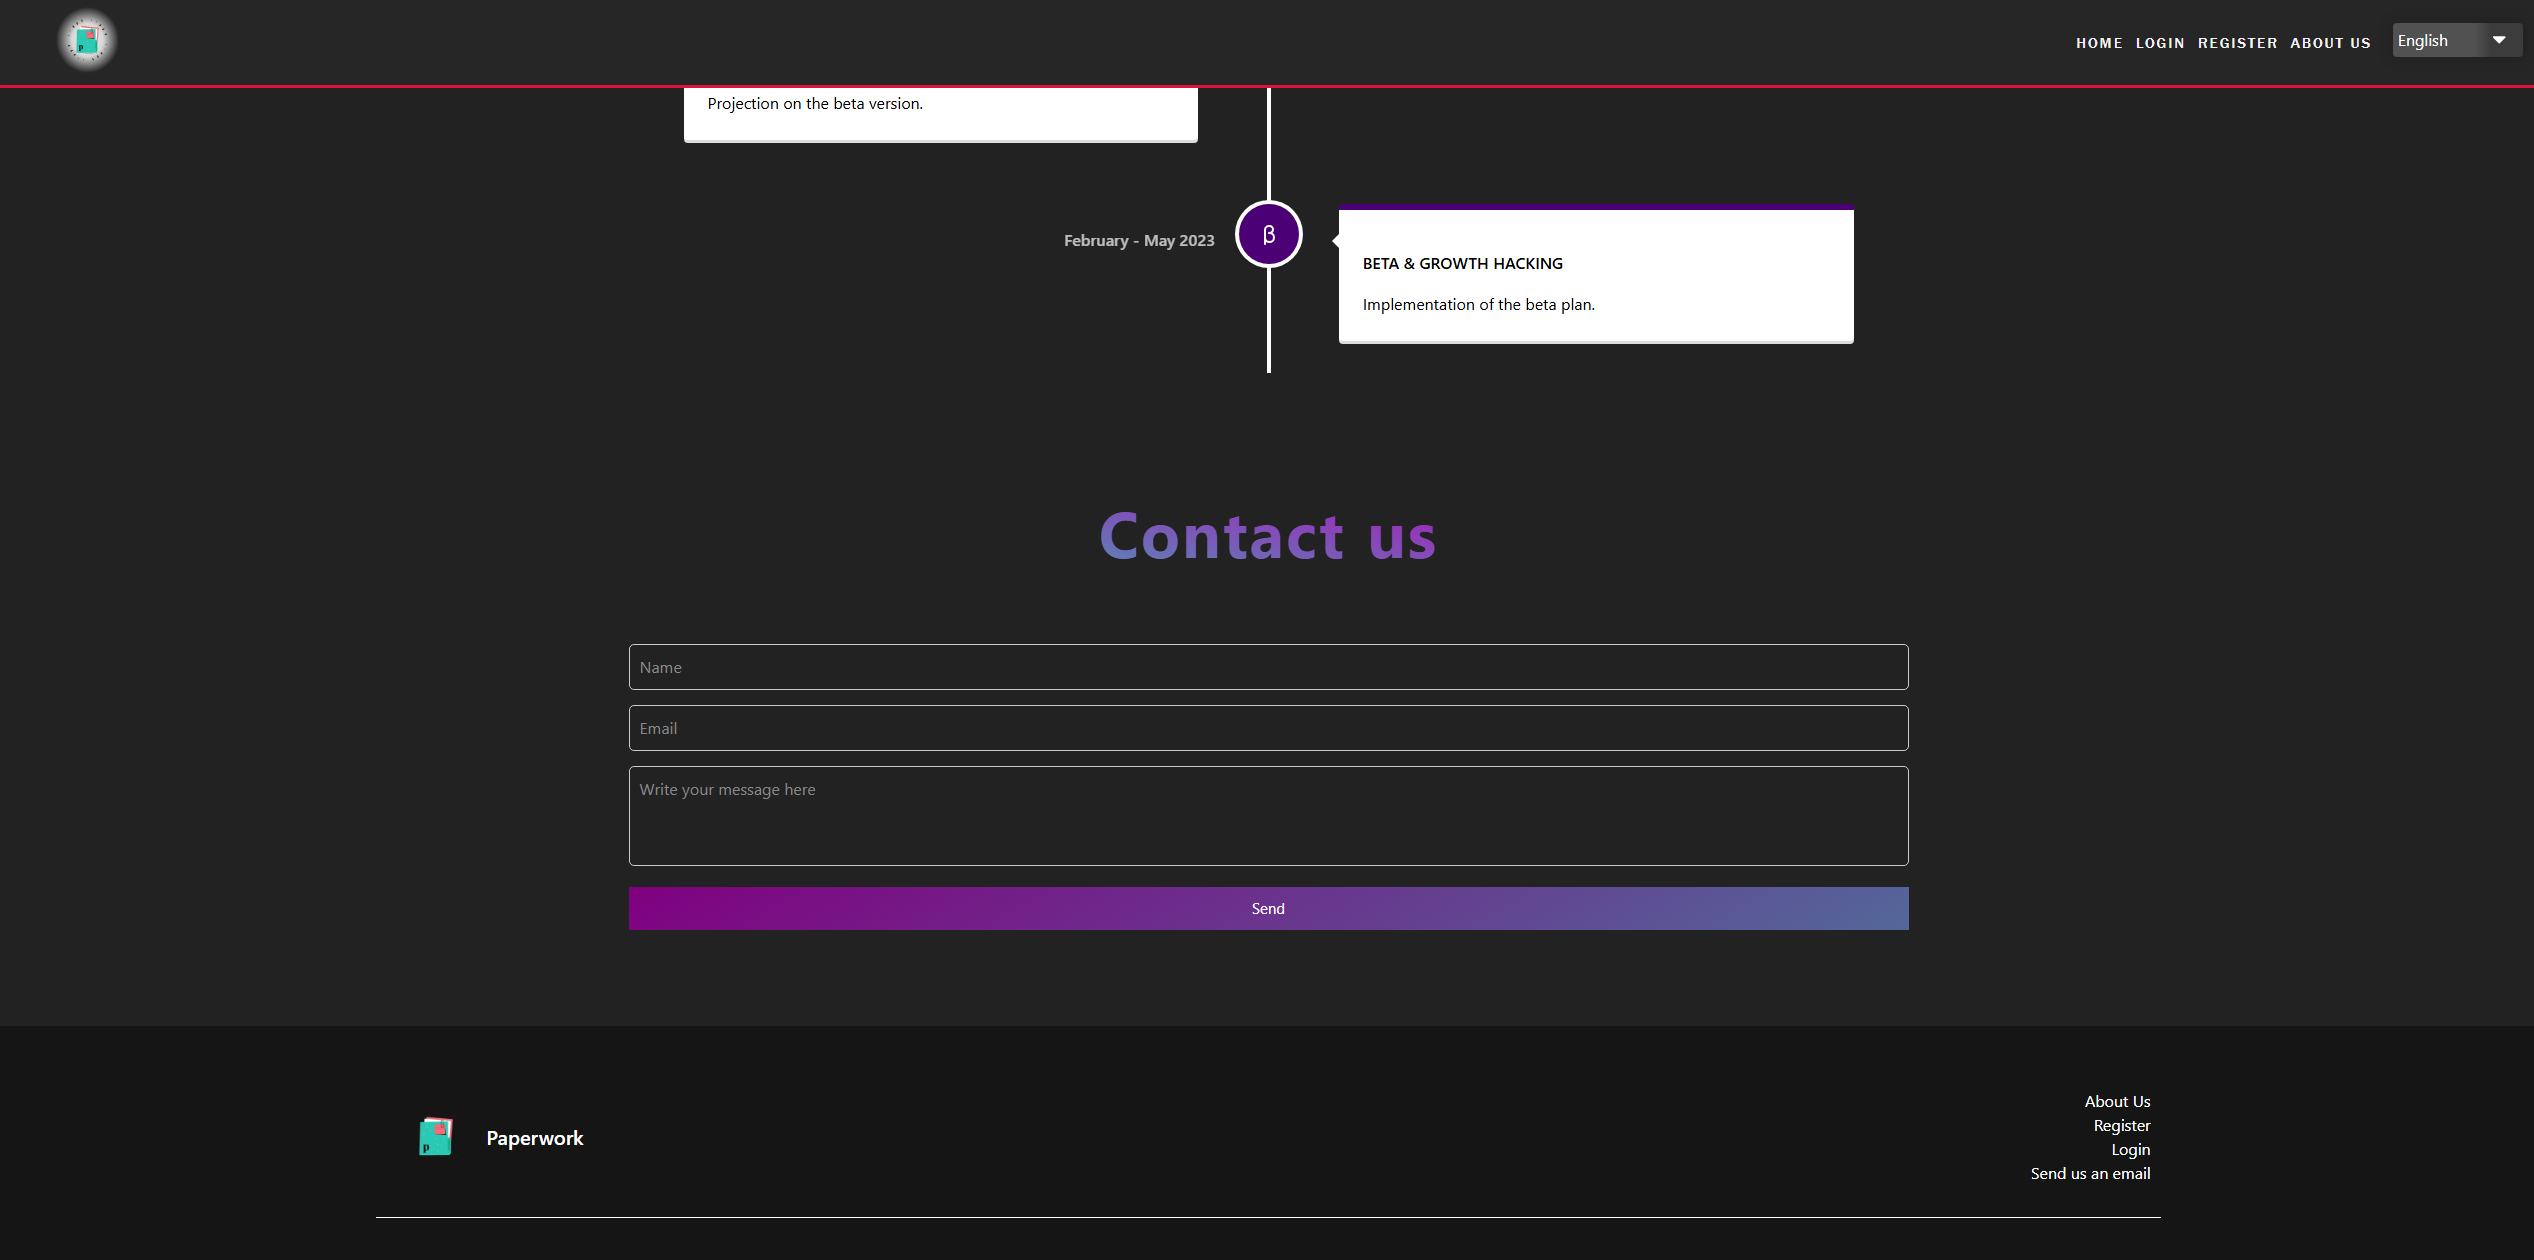 HOME LOGIN REGISTER ABOUT US English
Projection on the beta version.
February - May 2023
β
BETA & GROWTH HACKING
Implementation of the beta plan.
Contact us
Name
Email
Write your message here
Send
P
Paperwork
About Us
Register
Login
Send us an email